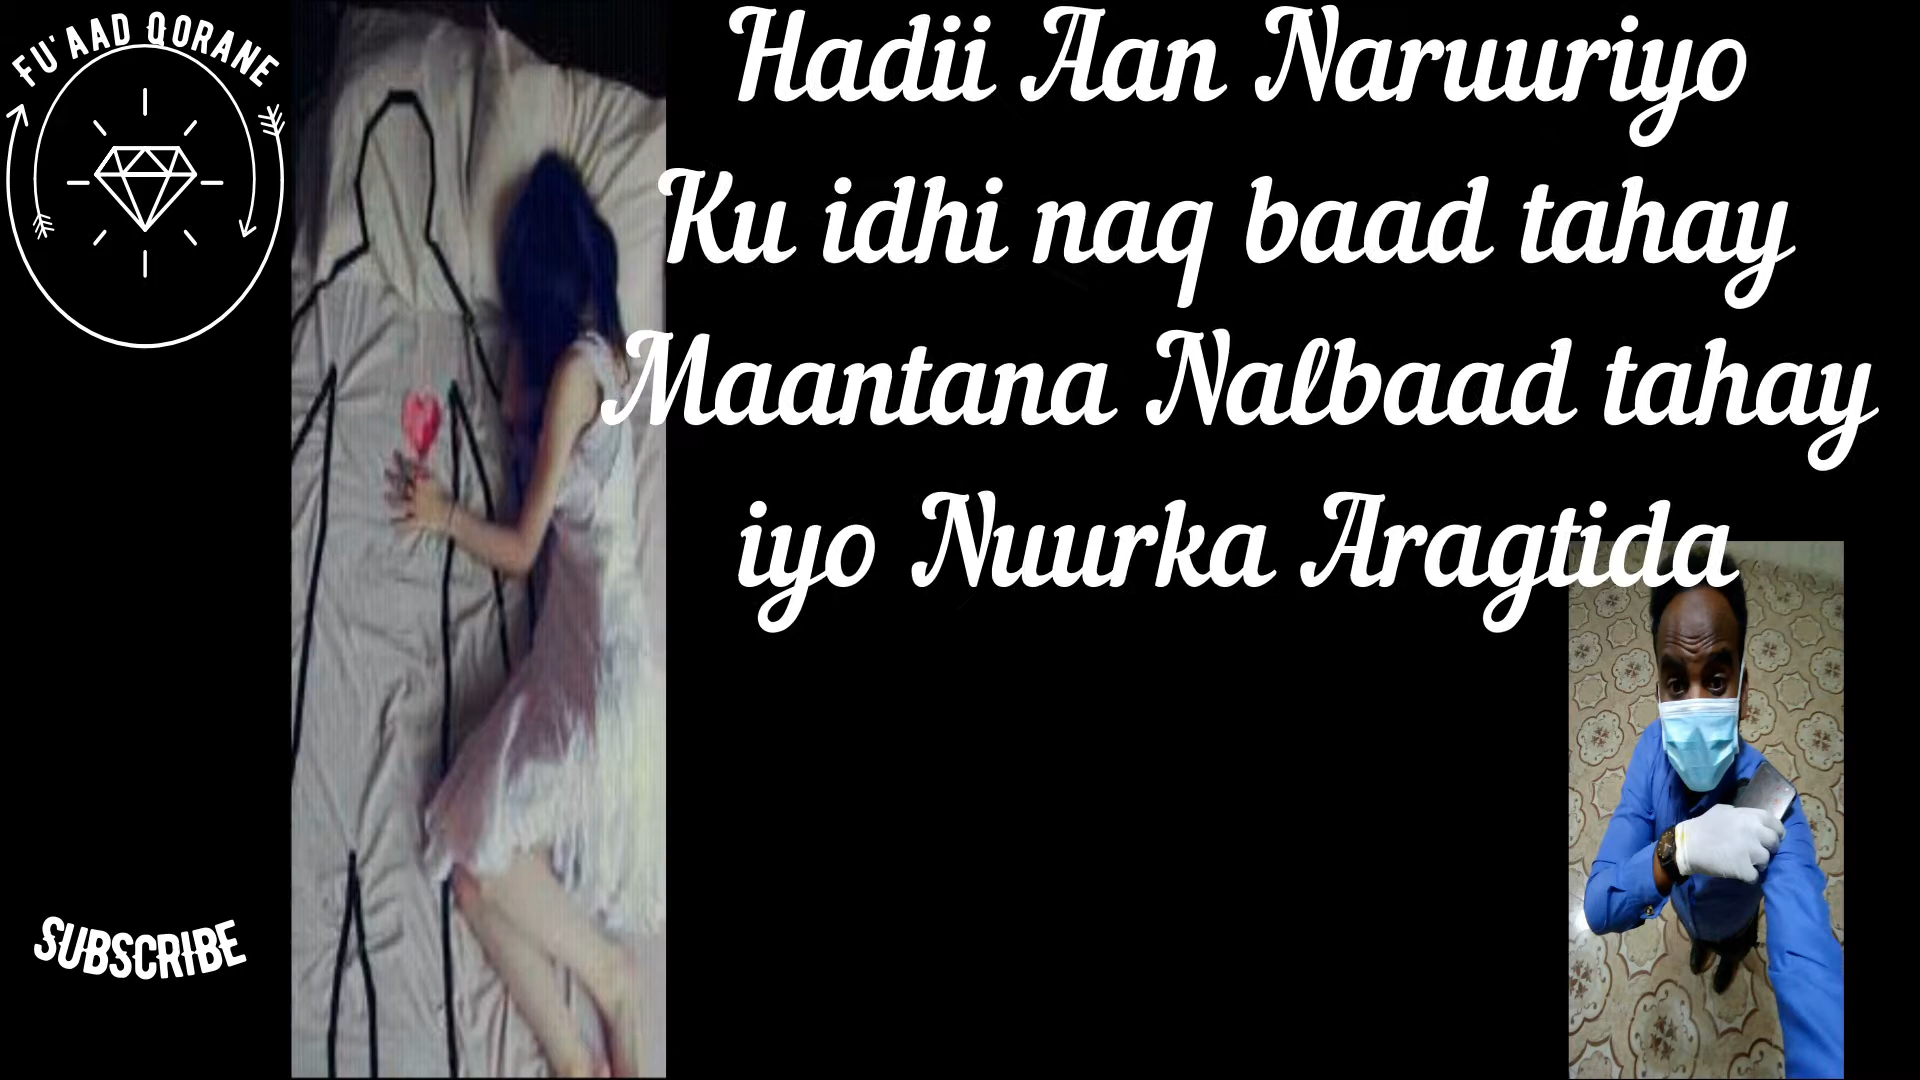 FU'AAD QORANE
Hadii Aan Naruuriyo
Ku idhi naq baad tahay
Maantana Nalbaad tahay
iyo Nuurka Aragtida
SUBSCRIBE